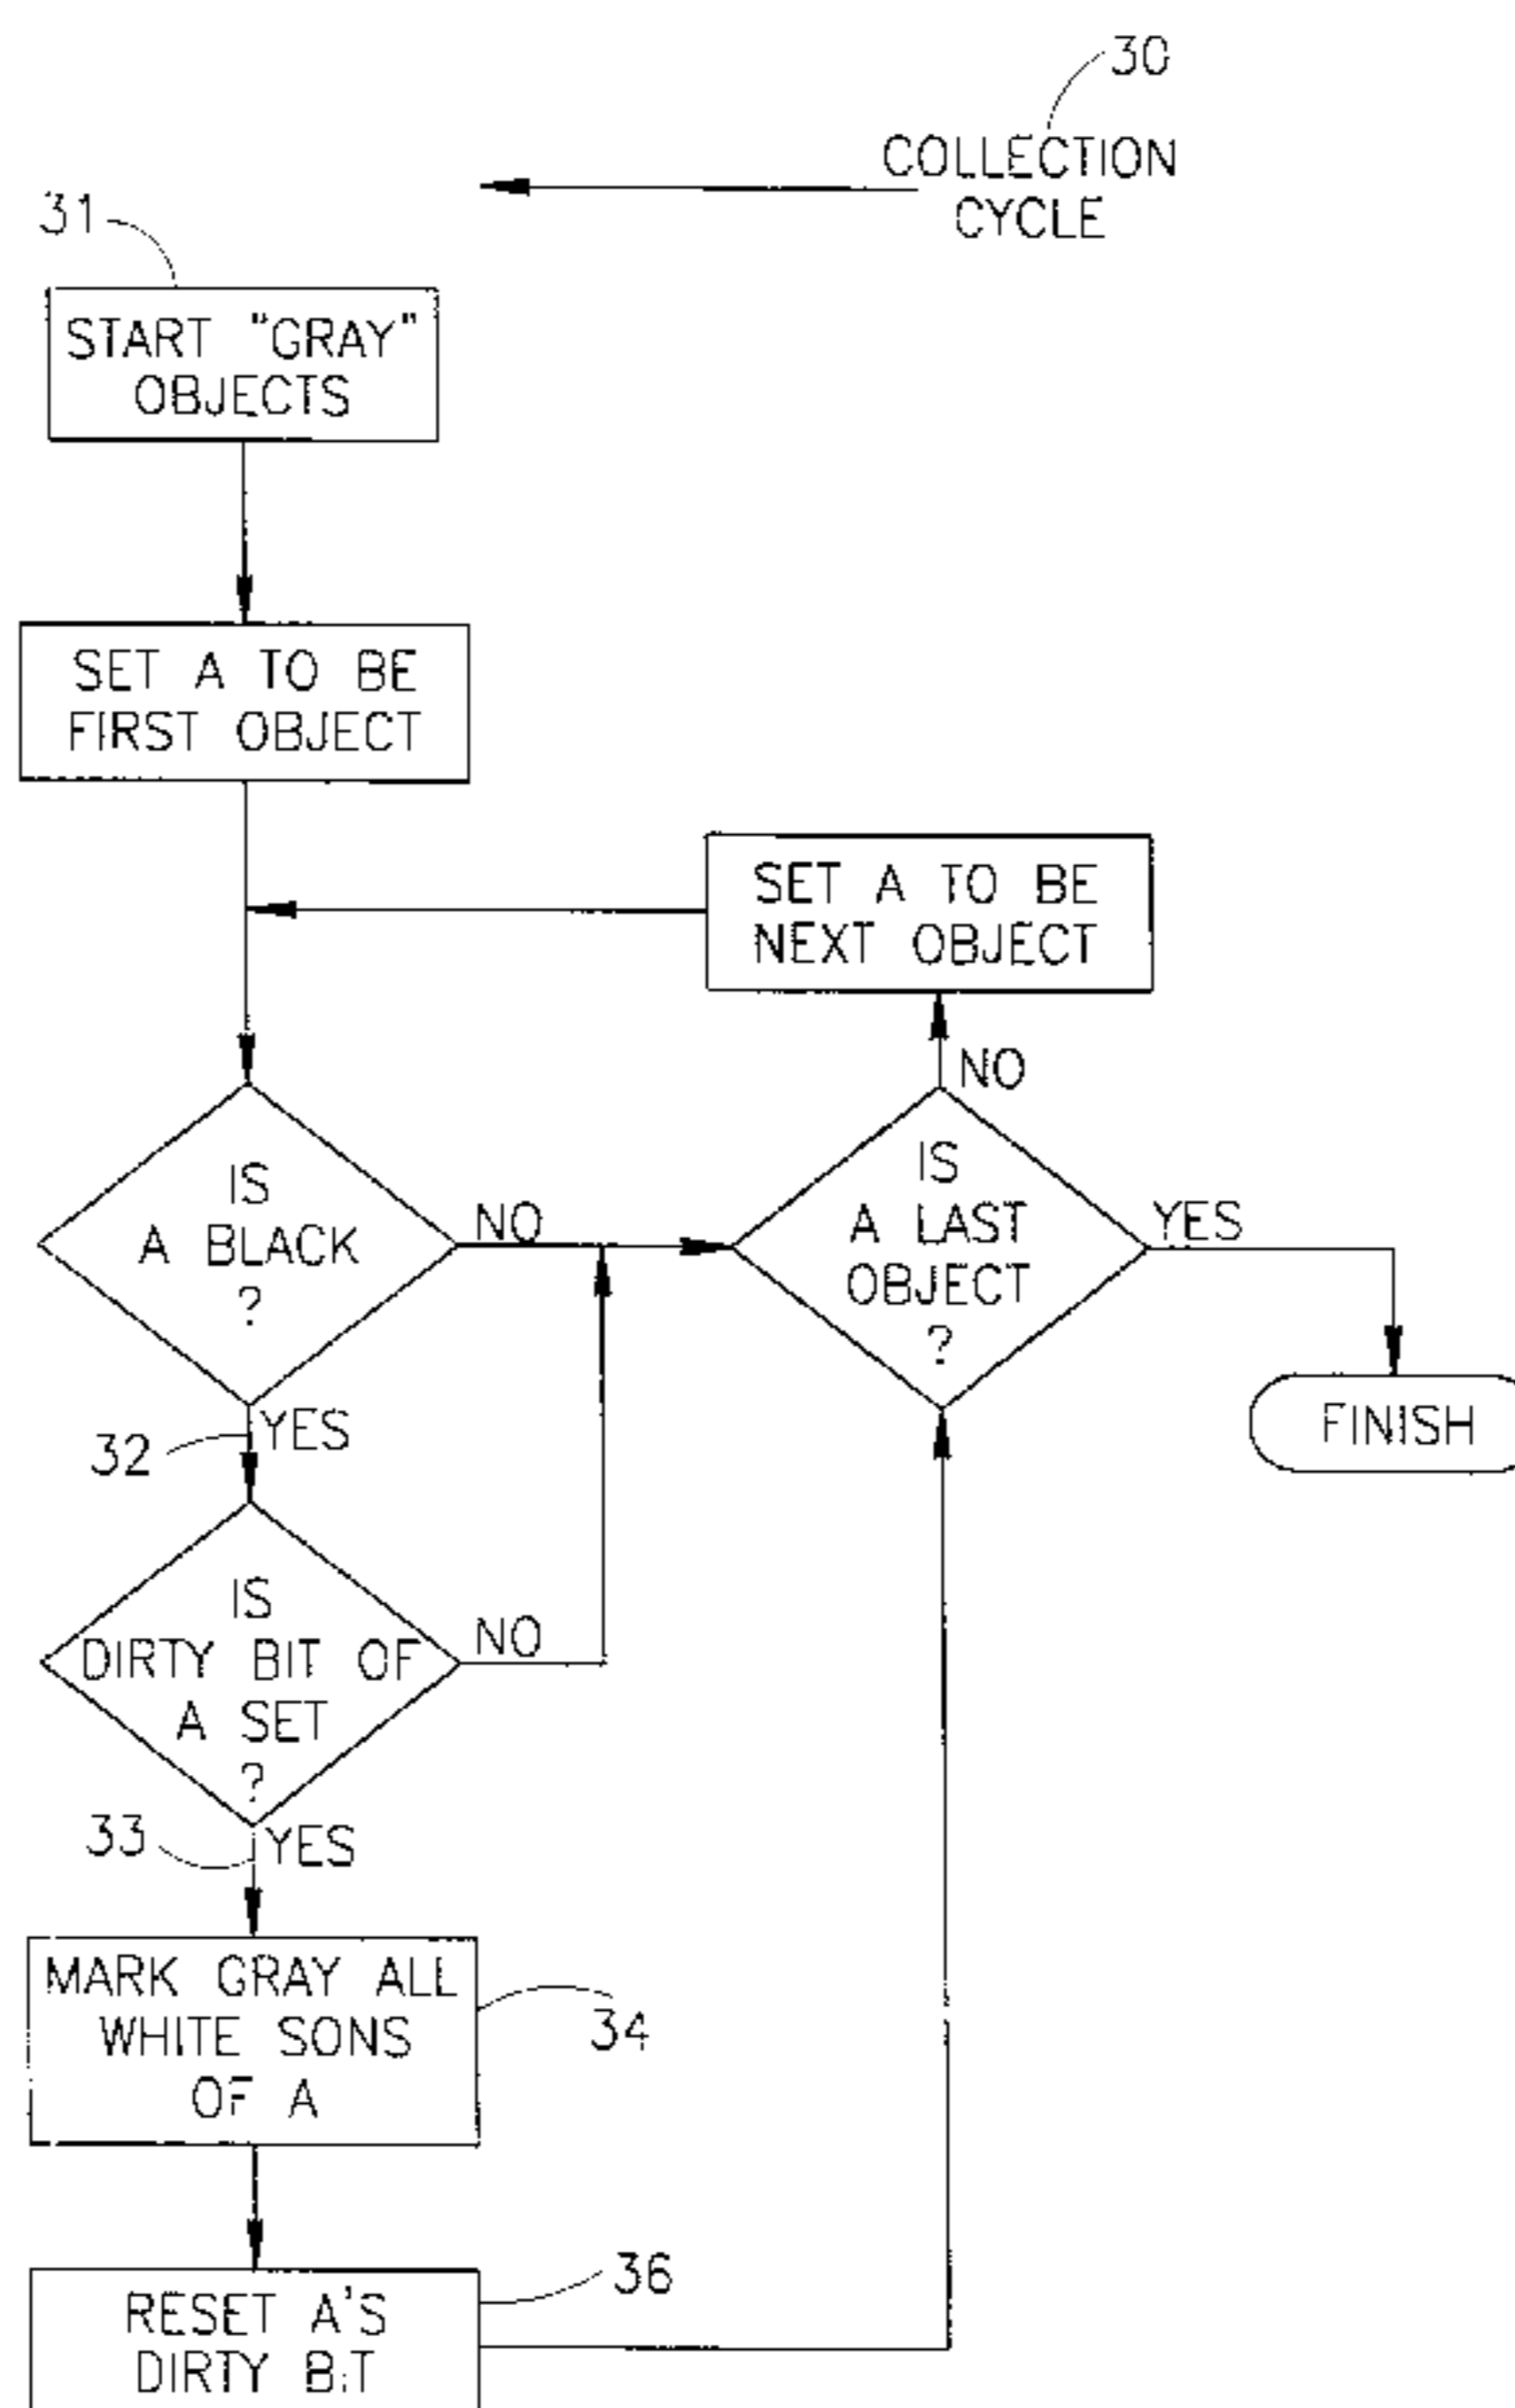 30
COLLECTION
CYCLE
31
START "GRAY"
OBJECTS
SET A TO BE
FIRST OBJECT
SET A TO BE
NEXT OBJECT
NO
IS
A BLACK
?
NO
IS
A LAST
OBJECT
?
YES
FINISH
32
YES
IS
DIRTY BIT OF
A SET
?
NO
33
YES
MARK GRAY ALL
WHITE SONS
OF A
34
36
RESET A'S
DIRTY BIT